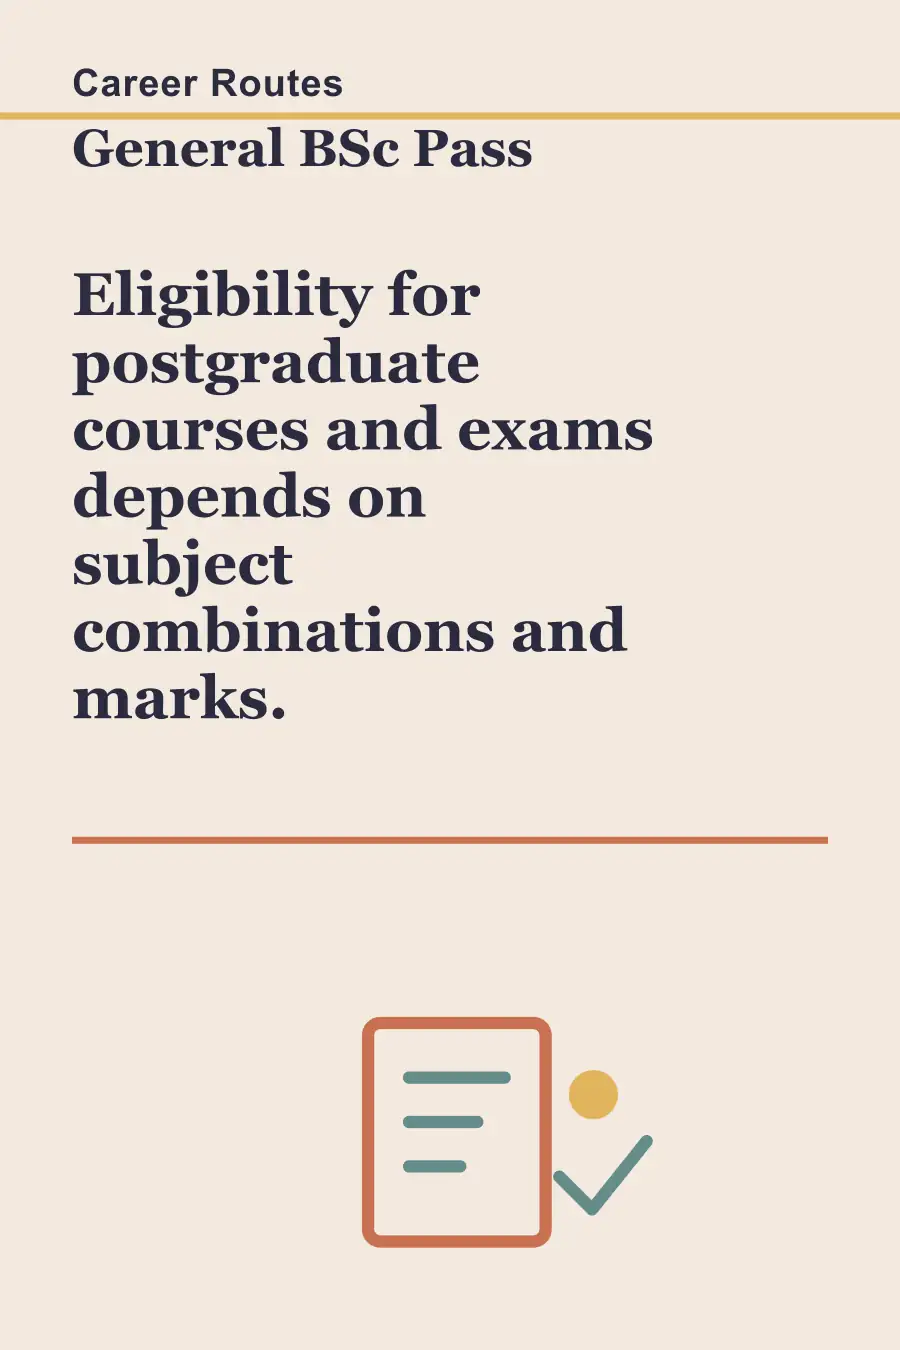 Career Routes
General BSc Pass
Eligibility for
postgraduate
courses and exams
depends on
subject
combinations and
marks.